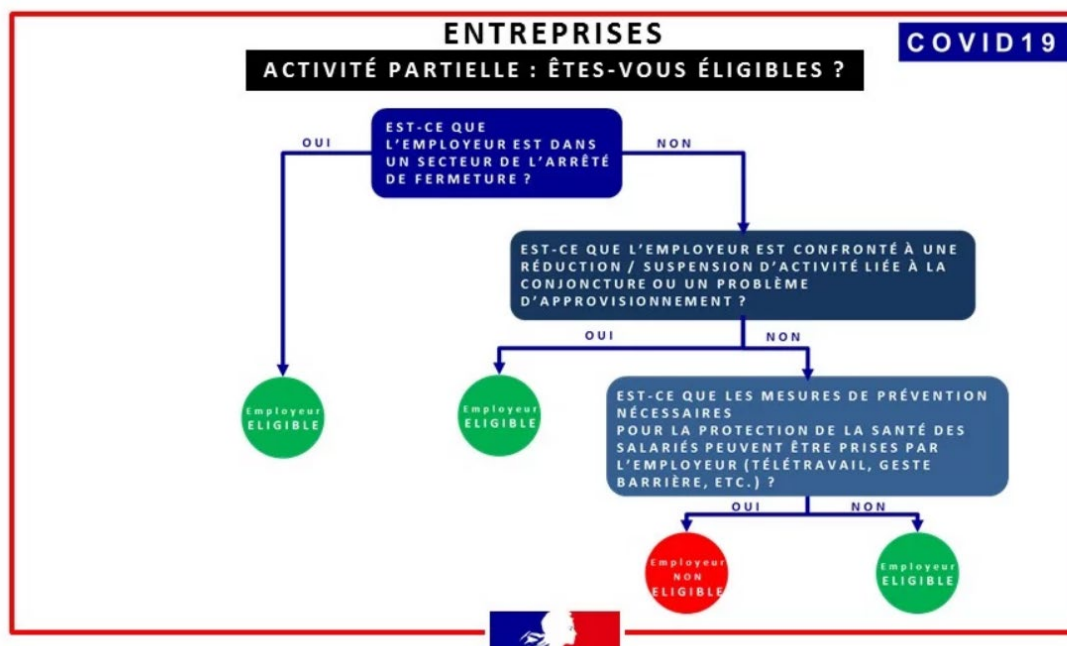 ENTREPRISES
COVID19
ACTIVITÉ PARTIELLE : ÊTES-VOUS ÉLIGIBLES ?
EST-CE QUE
L'EMPLOYEUR EST DANS
UN SECTEUR DE L'ARRÊTÉ
DE FERMETURE ?
OUI
NON
EST-CE QUE L'EMPLOYEUR EST CONFRONTÉ À UNE
RÉDUCTION / SUSPENSION D'ACTIVITÉ LIÉE À LA
CONJONCTURE OU UN PROBLÈME
D'APPROVISIONNEMENT ?
OUI
NON
Employeur
ELIGIBLE
Employeur
ELIGIBLE
EST-CE QUE LES MESURES DE PRÉVENTION
NÉCESSAIRES
POUR LA PROTECTION DE LA SANTÉ DES
SALARIÉS PEUVENT ÊTRE PRISES PAR
L'EMPLOYEUR (TÉLÉTRAVAIL, GESTE
BARRIÈRE, ETC.) ?
OUI
NON
Employeur
NON
ELIGIBLE
Employeur
ELIGIBLE